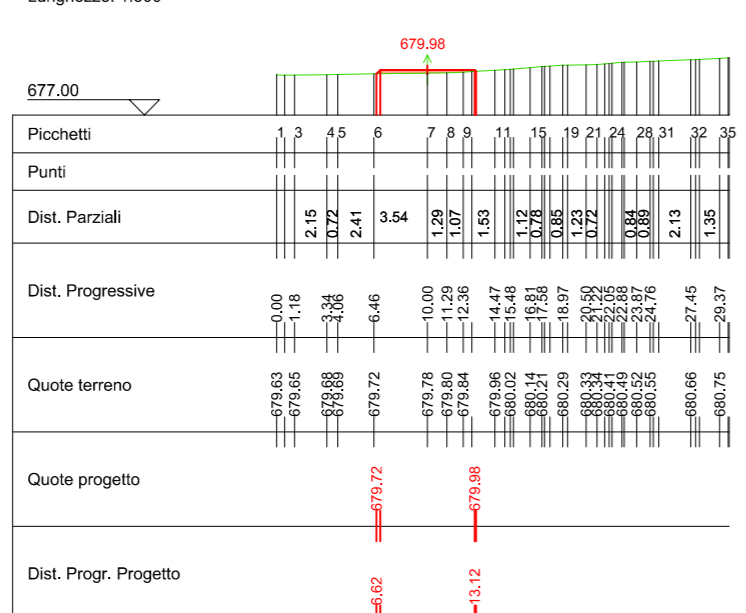 679.98
677.00
Picchetti 1 3 4 5 6 7 8 9 11 15 19 21 24 28 31 32 35
Punti
Dist. Parziali 2.15 0.72 2.41 3.54 1.29 1.07 1.53 1.12 0.78 0.85 1.23 0.72 0.84 0.89 2.13 1.35
Dist. Progressive 0.00 1.18 3.34 4.06 6.46 10.00 11.29 12.36 14.47 15.48 16.81 17.58 18.97 20.50 21.22 22.05 22.88 23.87 24.76 27.45 29.37
Quote terreno 679.63 679.65 679.68 679.69 679.72 679.78 679.80 679.84 679.96 680.02 680.14 680.21 680.29 680.33 680.34 680.41 680.49 680.52 680.55 680.66 680.75
Quote progetto 679.72 679.98
Dist. Progr. Progetto 6.62 13.12